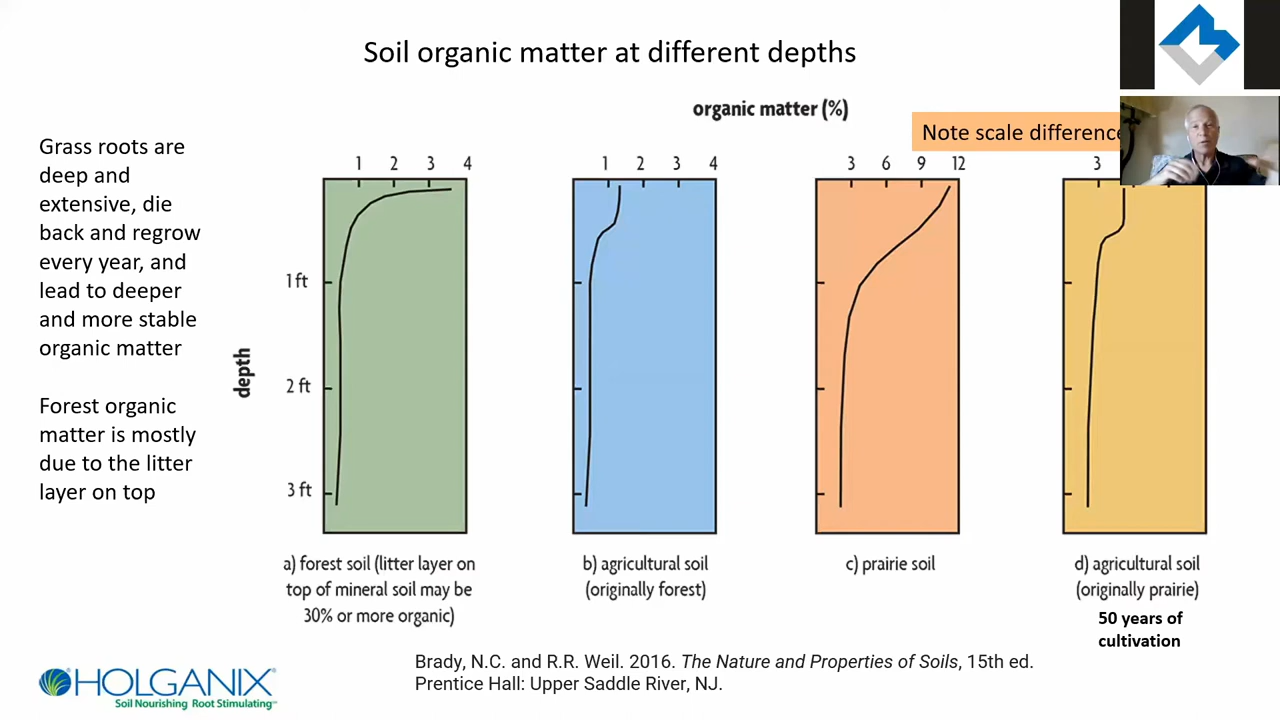 Soil organic matter at different depths
organic matter (%)
Note scale difference
Grass roots are
deep and
extensive, die
back and regrow
every year, and
lead to deeper
and more stable
organic matter
Forest organic
matter is mostly
due to the litter
layer on top
depth
1 ft
2 ft
3 ft
1 2 3 4
1 2 3 4
3 6 9 12
3
a) forest soil (litter layer on
top of mineral soil may be
30% or more organic)
b) agricultural soil
(originally forest)
c) prairie soil
d) agricultural soil
(originally prairie)
50 years of
cultivation
Brady, N.C. and R.R. Weil. 2016. The Nature and Properties of Soils, 15th ed.
Prentice Hall: Upper Saddle River, NJ.
HOLGANIX
Soil Nourishing Root Stimulating™